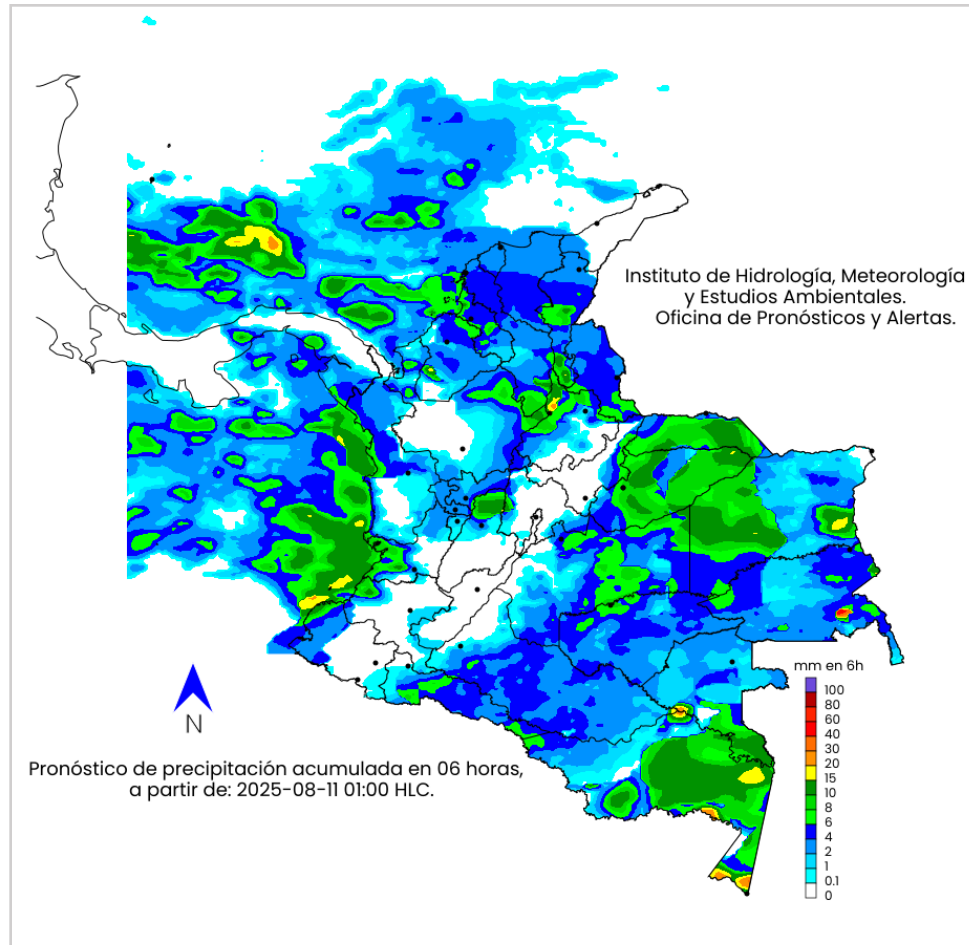 Instituto de Hidrología, Meteorología
y Estudios Ambientales.
Oficina de Pronósticos y Alertas.
N
Pronóstico de precipitación acumulada en 06 horas,
a partir de: 2025-08-11 01:00 HLC.
mm en 6h
100
80
60
40
30
20
15
10
8
6
4
2
1
0.1
0